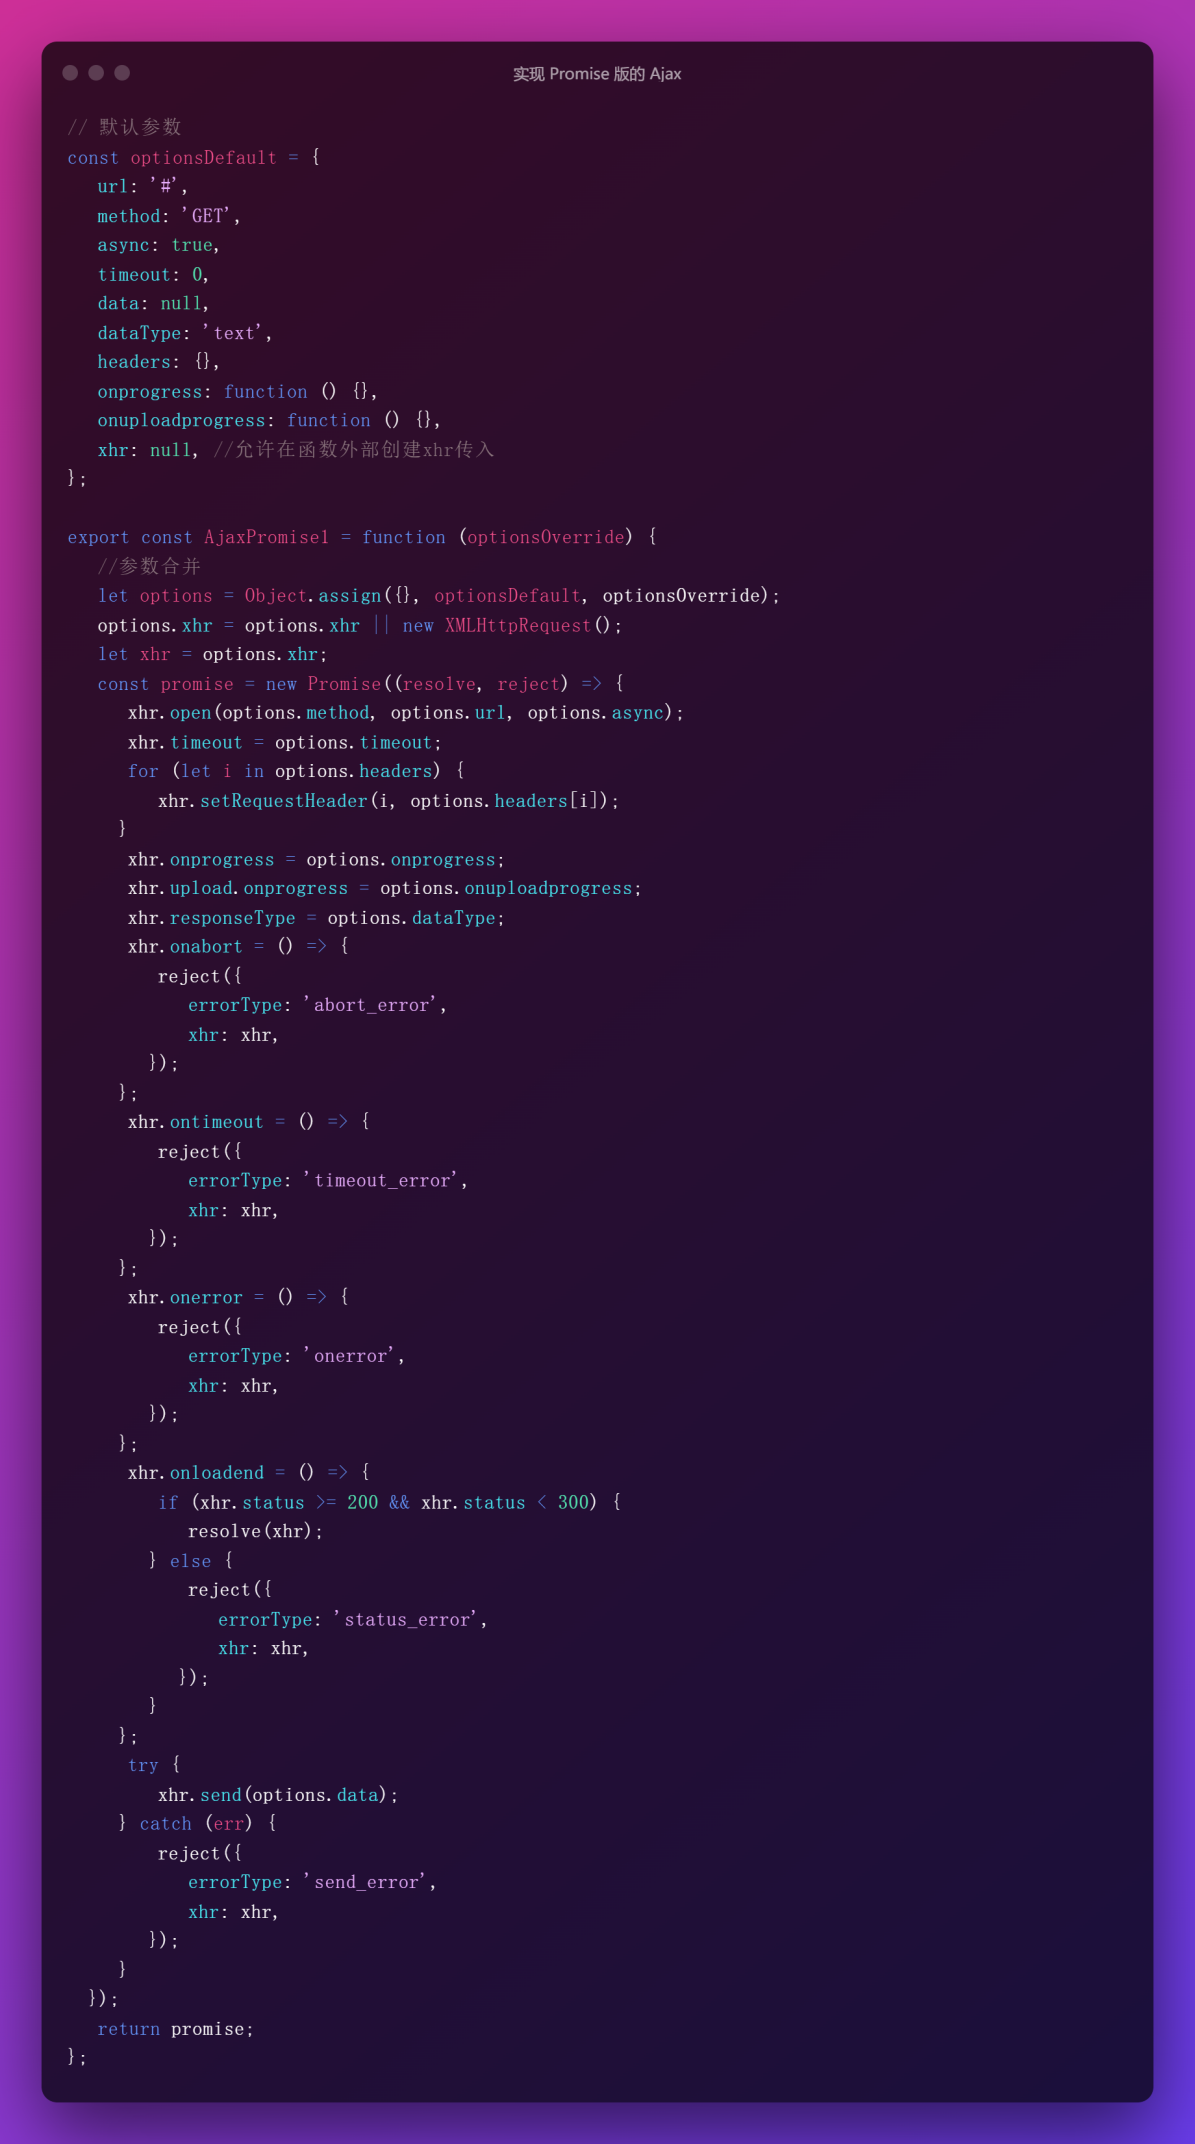 实现 Promise 版的 Ajax
// 默认参数
const optionsDefault = {
url: '#',
method: 'GET',
async: true,
timeout: 0,
data: null,
dataType: 'text',
headers: {},
onprogress: function () {},
onuploadprogress: function () {},
xhr: null, //允许在函数外部创建xhr传入
};
export const AjaxPromise1 = function (optionsOverride) {
//参数合并
let options = Object.assign({}, optionsDefault, optionsOverride);
options.xhr = options.xhr || new XMLHttpRequest();
let xhr = options.xhr;
const promise = new Promise((resolve, reject) => {
xhr.open(options.method, options.url, options.async);
xhr.timeout = options.timeout;
for (let i in options.headers) {
xhr.setRequestHeader(i, options.headers[i]);
}
xhr.onprogress = options.onprogress;
xhr.upload.onprogress = options.onuploadprogress;
xhr.responseType = options.dataType;
xhr.onabort = () => {
reject({
errorType: 'abort_error',
xhr: xhr,
});
};
xhr.ontimeout = () => {
reject({
errorType: 'timeout_error',
xhr: xhr,
});
};
xhr.onerror = () => {
reject({
errorType: 'onerror',
xhr: xhr,
});
};
xhr.onloadend = () => {
if (xhr.status >= 200 && xhr.status < 300) {
resolve(xhr);
} else {
reject({
errorType: 'status_error',
xhr: xhr,
});
}
};
try {
xhr.send(options.data);
} catch (err) {
reject({
errorType: 'send_error',
xhr: xhr,
});
}
});
return promise;
};